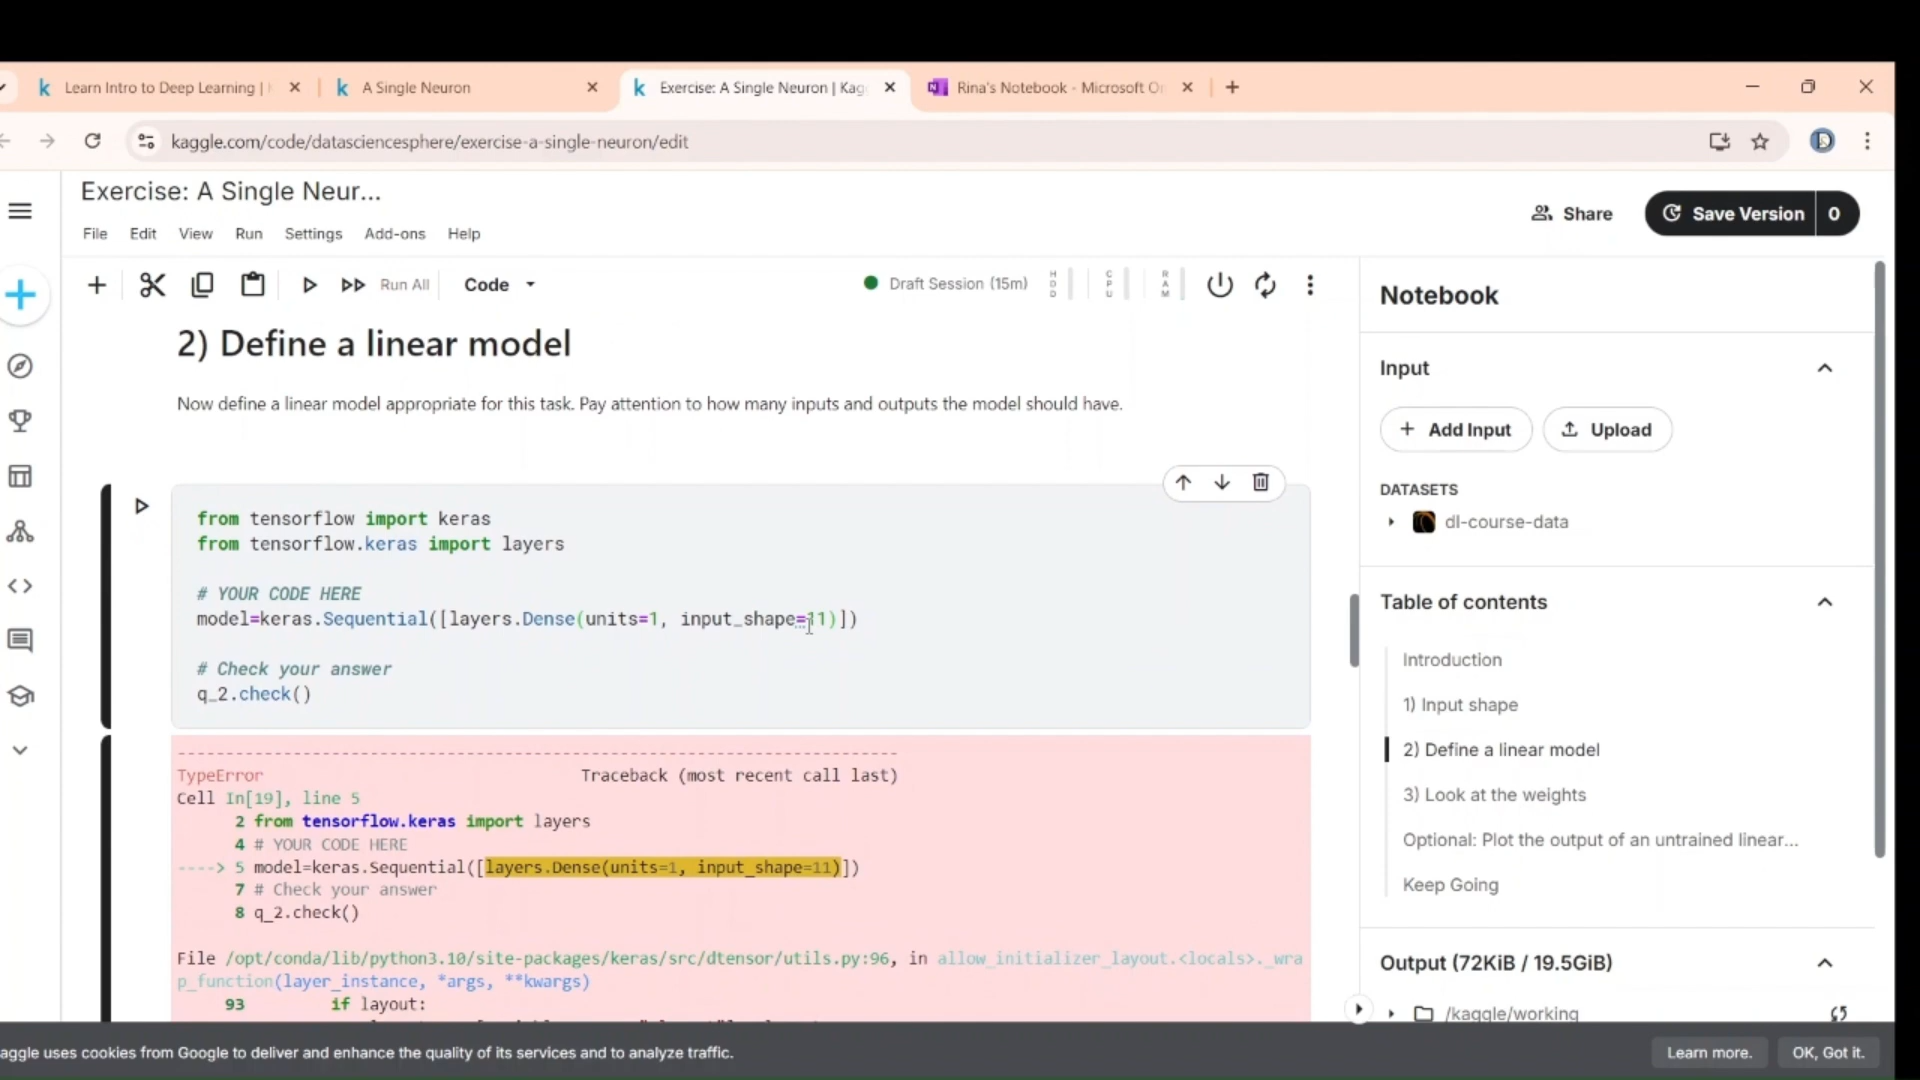 Learn Intro to Deep Learning |
A Single Neuron
Exercise: A Single Neuron | Kag
Rina's Notebook - Microsoft O
kaggle.com/code/datasciencesphere/exercise-a-single-neuron/edit
Exercise: A Single Neur...
File Edit View Run Settings Add-ons Help
Share
Save Version 0
Run All
Code
Draft Session (15m)
HDD
CPU
RAM
2) Define a linear model
Now define a linear model appropriate for this task. Pay attention to how many inputs and outputs the model should have.
from tensorflow import keras
from tensorflow.keras import layers
# YOUR CODE HERE
model=keras.Sequential([layers.Dense(units=1, input_shape=11)])
# Check your answer
q_2.check()
---------------------------------------------------------------------------
TypeError Traceback (most recent call last)
Cell In[19], line 5
2 from tensorflow.keras import layers
4 # YOUR CODE HERE
----> 5 model=keras.Sequential([layers.Dense(units=1, input_shape=11)])
7 # Check your answer
8 q_2.check()
File /opt/conda/lib/python3.10/site-packages/keras/src/dtensor/utils.py:96, in allow_initializer_layout.<locals>._wra
p_function(layer_instance, *args, **kwargs)
93 if layout:
Notebook
Input
+ Add Input
Upload
DATASETS
dl-course-data
Table of contents
Introduction
1) Input shape
2) Define a linear model
3) Look at the weights
Optional: Plot the output of an untrained linear...
Keep Going
Output (72KiB / 19.5GiB)
/kaggle/working
aggle uses cookies from Google to deliver and enhance the quality of its services and to analyze traffic.
Learn more.
OK, Got it.